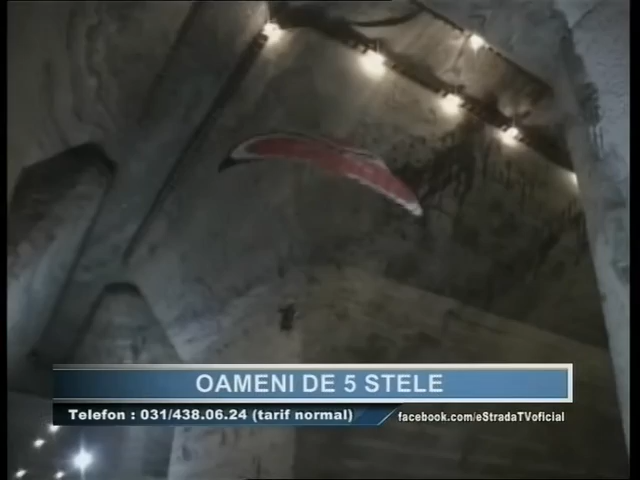 OAMENI DE 5 STELE
Telefon : 031/438.06.24 (tarif normal)
facebook.com/eStradaTVoficial